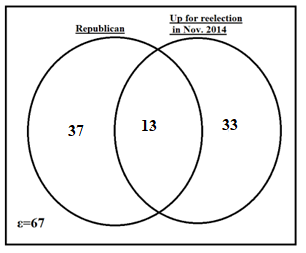 Republican
Up for reelection
in Nov. 2014
37
13
33
ε=67